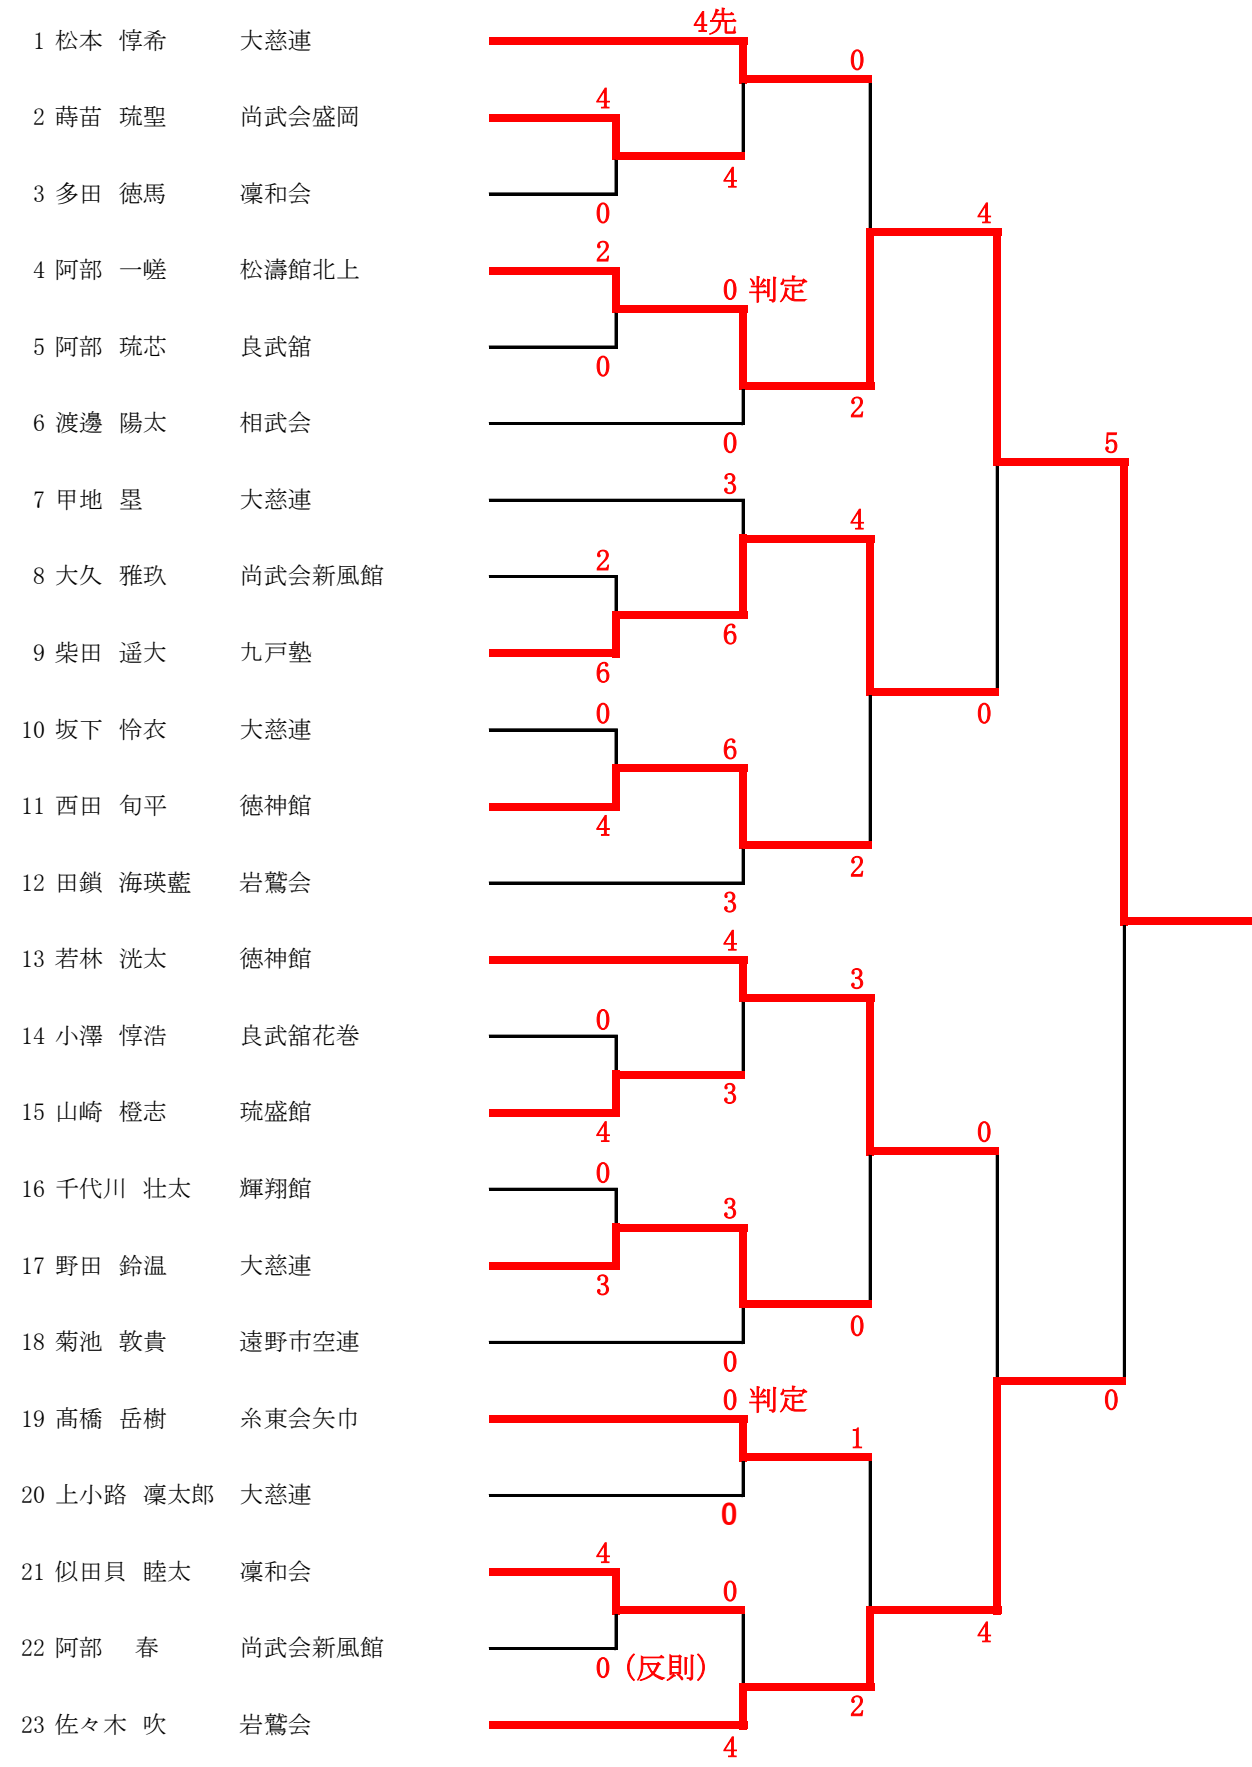 4先
1 松本 惇希 大慈連
0
4
2 蒔苗 琉聖 尚武会盛岡
4
3 多田 徳馬 凜和会
0
4
2
4 阿部 一嵯 松濤館北上
0 判定
5 阿部 琉芯 良武舘
0
2
6 渡邊 陽太 相武会
0
5
3
7 甲地 塁 大慈連
4
2
8 大久 雅玖 尚武会新風館
6
9 柴田 遥大 九戸塾
6
0
0
10 坂下 怜衣 大慈連
6
11 西田 旬平 徳神館
4
2
12 田鎖 海瑛藍 岩鷲会
3
4
13 若林 洸太 徳神館
3
0
14 小澤 惇浩 良武舘花巻
3
15 山崎 橙志 琉盛館
4
0
0
16 千代川 壮太 輝翔館
3
17 野田 鈴温 大慈連
3
0
18 菊池 敦貴 遠野市空連
0
0 判定
0
19 髙橋 岳樹 糸東会矢巾
1
20 上小路 凜太郎 大慈連
0
4
21 似田貝 睦太 凜和会
0
4
22 阿部 春 尚武会新風館
0（反則）
2
23 佐々木 吹 岩鷲会
4